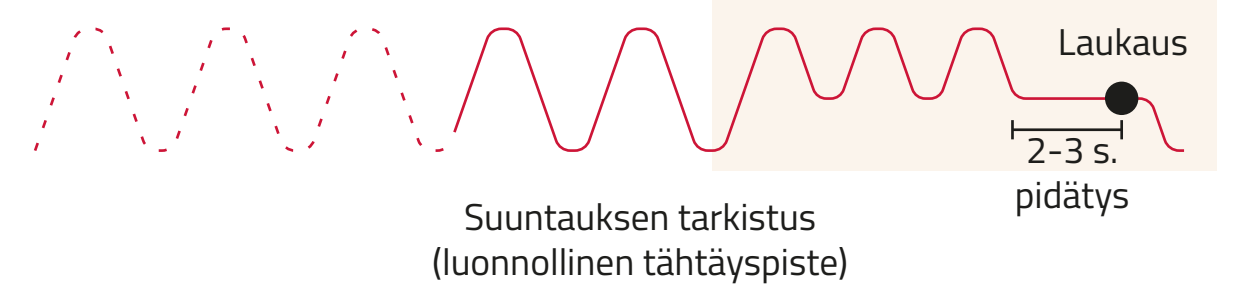 Laukaus
2-3 s.
pidätys
Suuntauksen tarkistus
(luonnollinen tähtäyspiste)